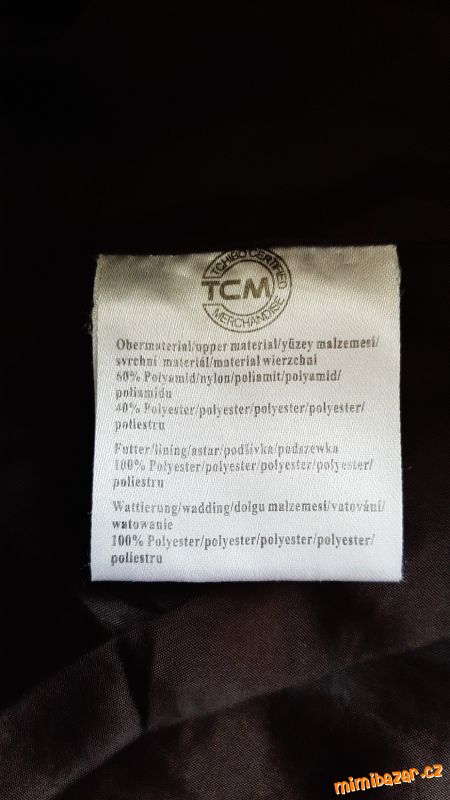 TCHIBO CERTIFIED
TCM
MERCHANDISE
Obermaterial/upper material/yüzey malzemesi/
svrchní materiál/materiał wierzchni
60% Polyamid/nylon/poliamit/polyamid/
poliamidu
40% Polyester/polyester/polyester/polyester/
poliestru
Futter/lining/astar/podšívka/podszewka
100% Polyester/polyester/polyester/polyester/
poliestru
Wattierung/wadding/dolgu malzemesi/vatování/
watowanie
100% Polyester/polyester/polyester/polyester/
poliestru
mimibazar.cz